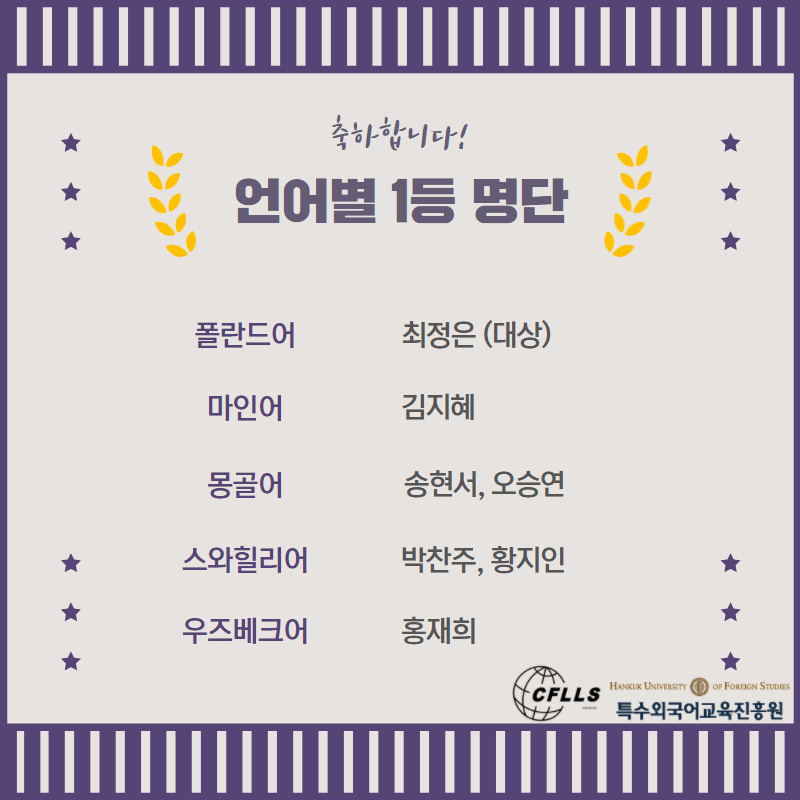 축하합니다!
언어별 1등 명단
폴란드어 최정은 (대상)
마인어 김지혜
몽골어 송현서, 오승연
스와힐리어 박찬주, 황지인
우즈베크어 홍재희
CFLLS
HANKUK UNIVERSITY OF FOREIGN STUDIES
특수외국어교육진흥원